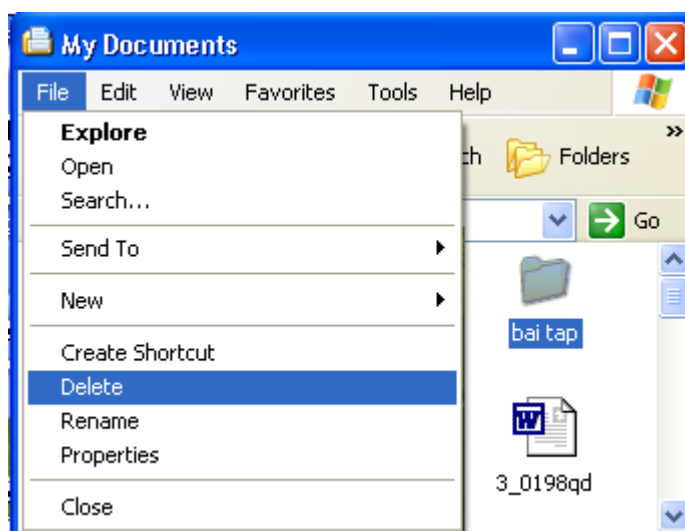 My Documents
File Edit View Favorites Tools Help
Explore
Open
Search...
Send To
New
Create Shortcut
Delete
Rename
Properties
Close
Folders
Go
bai tap
3_0198qd